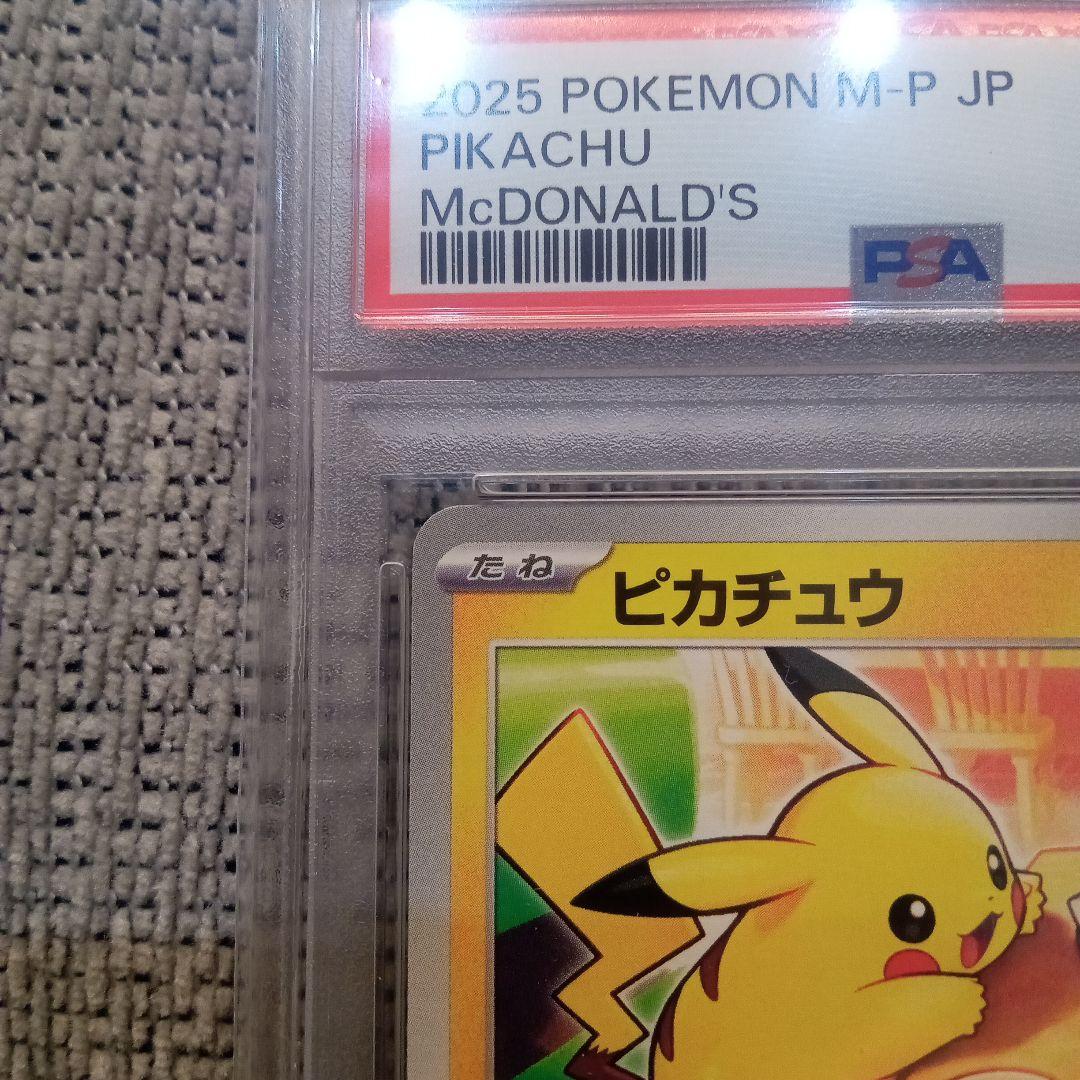 2025 POKEMON M-P JP
PIKACHU
McDONALD'S
PSA
たね
ピカチュウ